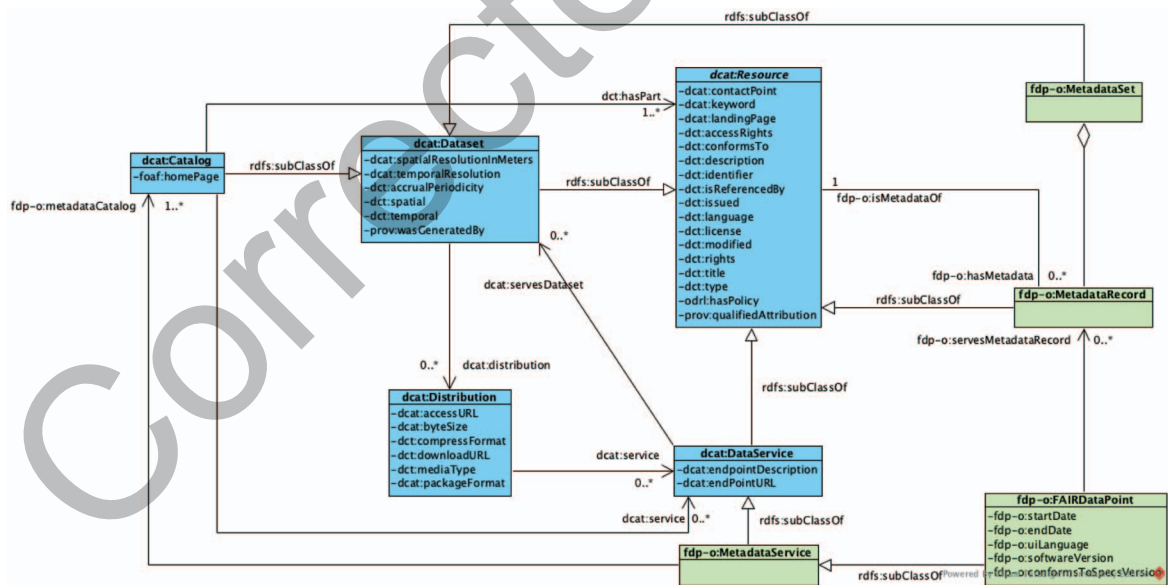 rdfs:subClassOf
dcat:Resource
-dcat:contactPoint
-dcat:keyword
-dcat:landingPage
-dct:accessRights
-dct:conformsTo
-dct:description
-dct:identifier
-dct:isReferencedBy
-dct:issued
-dct:language
-dct:license
-dct:modified
-dct:rights
-dct:title
-dct:type
-odrl:hasPolicy
-prov:qualifiedAttribution
fdp-o:MetadataSet
dct:hasPart
1..*
dcat:Dataset
-dcat:spatialResolutionInMeters
-dcat:temporalResolution
-dct:accrualPeriodicity
-dct:spatial
-dct:temporal
-prov:wasGeneratedBy
dcat:Catalog
-foaf:homePage
rdfs:subClassOf
rdfs:subClassOf
1
fdp-o:isMetadataOf
fdp-o:metadataCatalog
1..*
0..*
dcat:servesDataset
fdp-o:hasMetadata
0..*
fdp-o:MetadataRecord
rdfs:subClassOf
fdp-o:servesMetadataRecord
0..*
0..*
dcat:distribution
rdfs:subClassOf
dcat:Distribution
-dcat:accessURL
-dcat:byteSize
-dct:compressFormat
-dct:downloadURL
-dct:mediaType
-dcat:packageFormat
dcat:service
0..*
dcat:DataService
-dcat:endpointDescription
-dcat:endPointURL
dcat:service
0..*
rdfs:subClassOf
fdp-o:MetadataService
fdp-o:FAIRDataPoint
-fdp-o:startDate
-fdp-o:endDate
-fdp-o:uiLanguage
-fdp-o:softwareVersion
-fdp-o:conformsToSpecsVersio
rdfs:subClassOf
Powered
Correcte